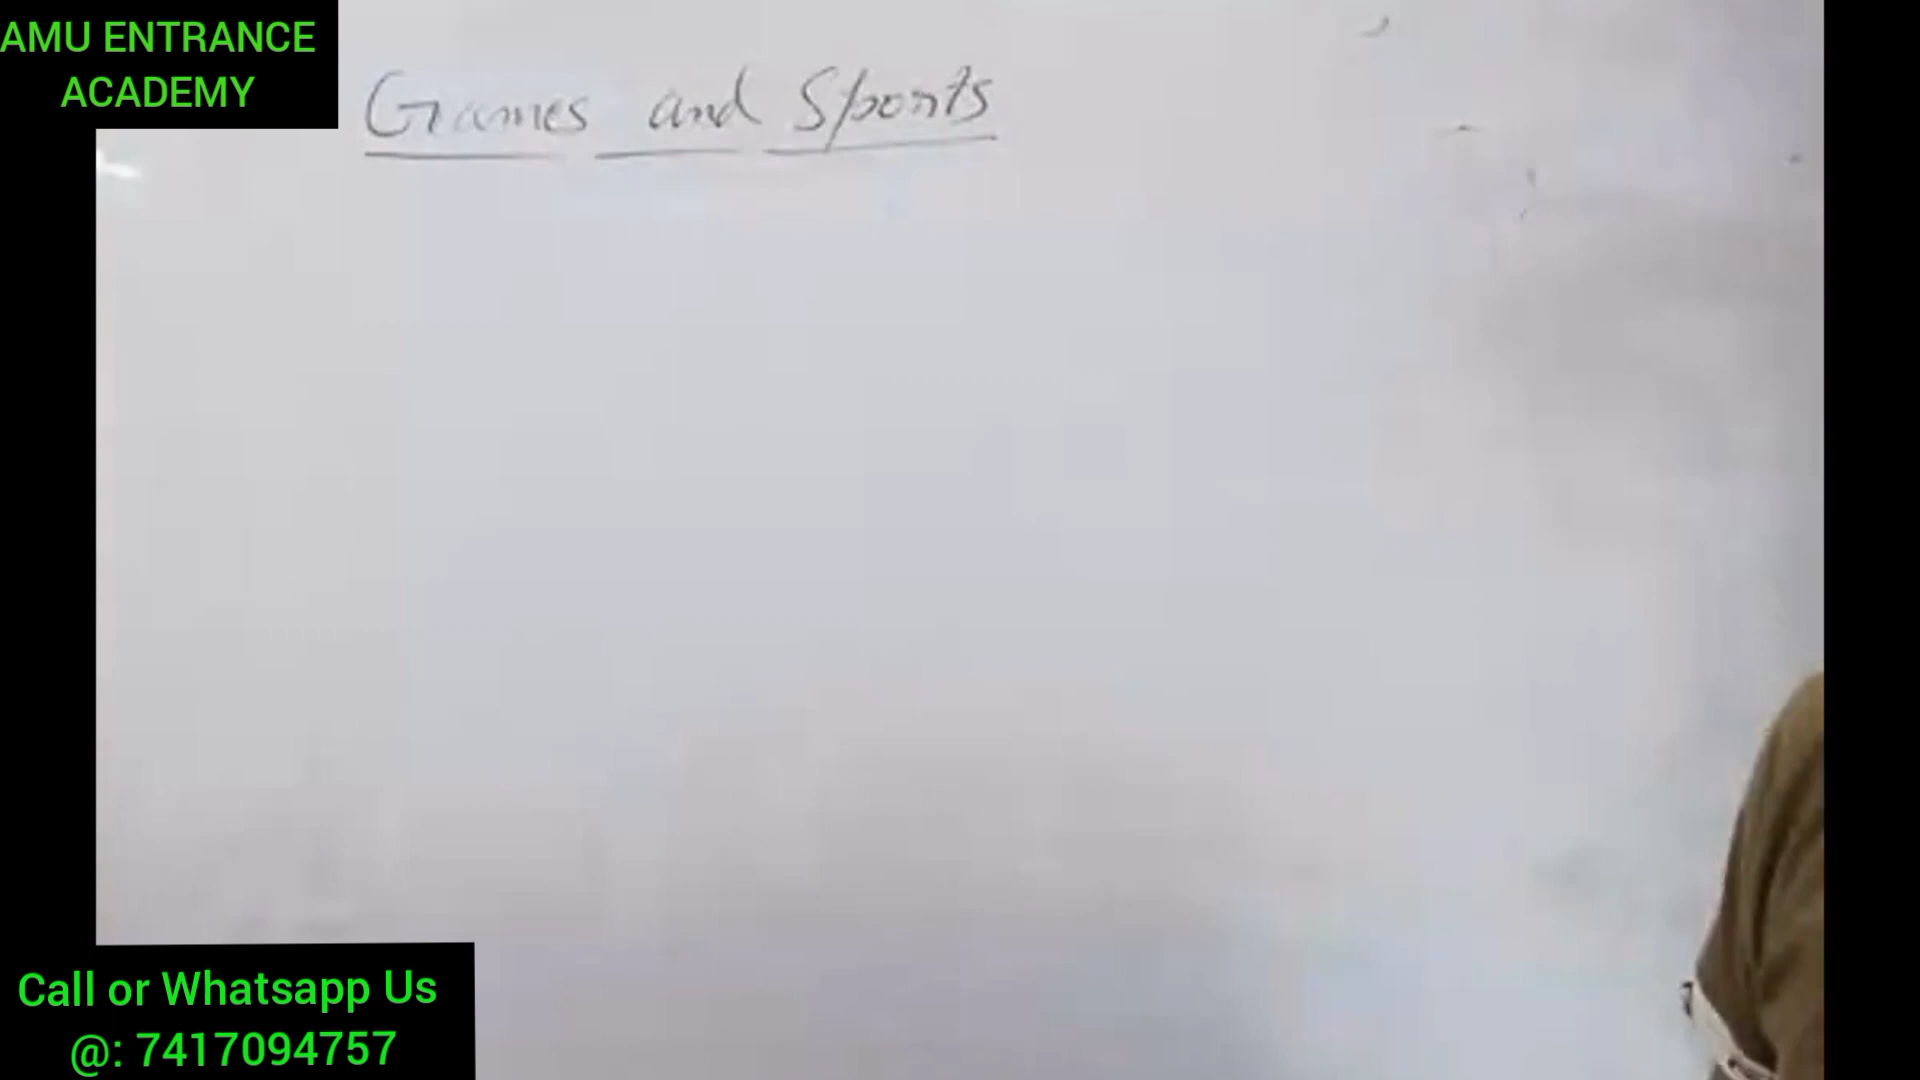 AMU ENTRANCE
ACADEMY
Games and Sports
Call or Whatsapp Us
@: 7417094757